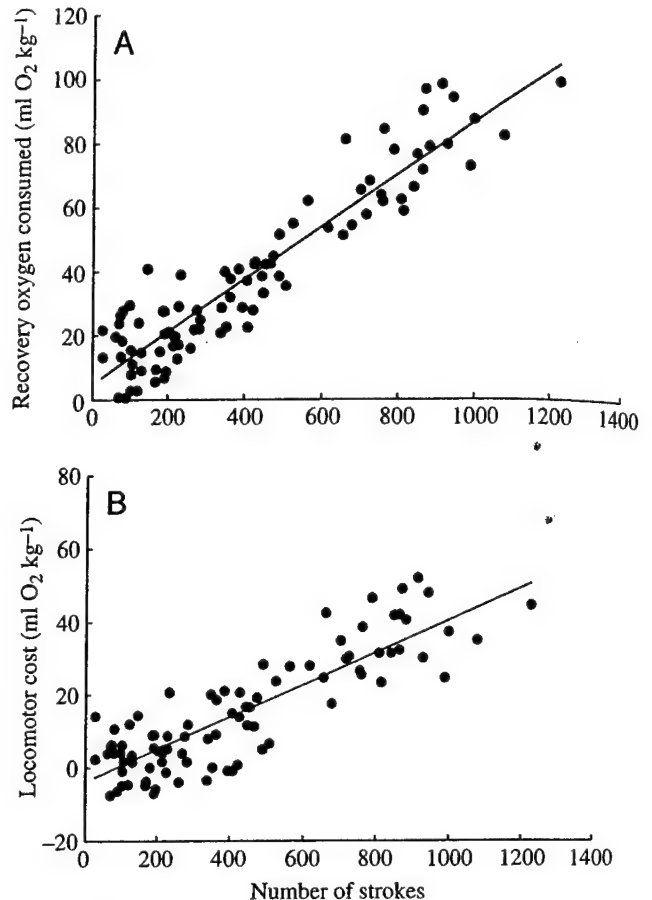 A
Recovery oxygen consumed (ml O₂ kg⁻¹)
120
100
80
60
40
20
0
0 200 400 600 800 1000 1200 1400
B
Locomotor cost (ml O₂ kg⁻¹)
80
60
40
20
0
–20
0 200 400 600 800 1000 1200 1400
Number of strokes